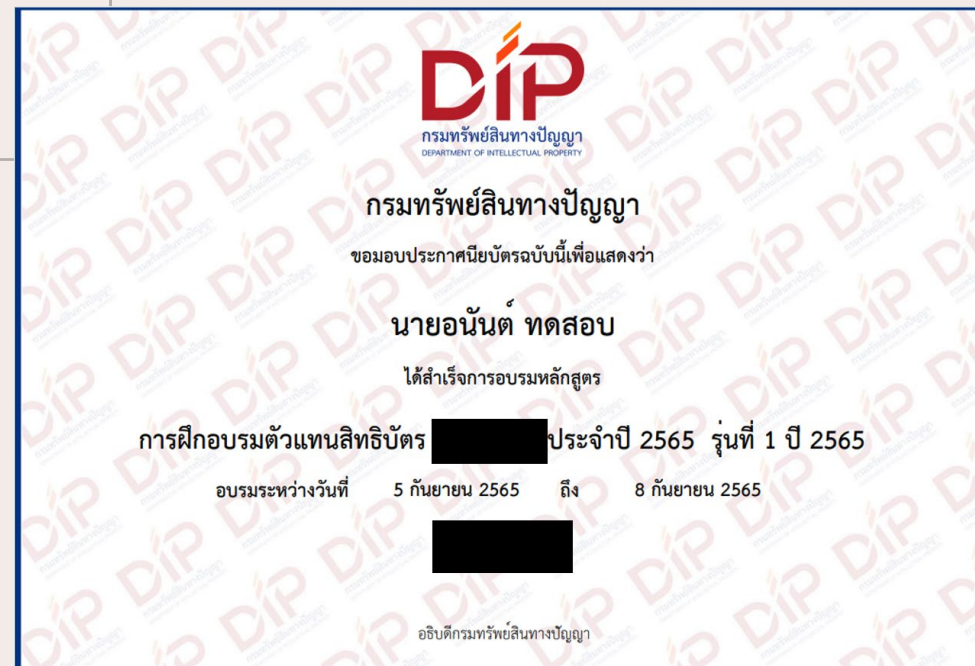 DIP
กรมทรัพย์สินทางปัญญา
DEPARTMENT OF INTELLECTUAL PROPERTY
กรมทรัพย์สินทางปัญญา
ขอมอบประกาศนียบัตรฉบับนี้เพื่อแสดงว่า
นายอนันต์ ทดสอบ
ได้สำเร็จการอบรมหลักสูตร
การฝึกอบรมตัวแทนสิทธิบัตร ประจำปี 2565 รุ่นที่ 1 ปี 2565
อบรมระหว่างวันที่ 5 กันยายน 2565 ถึง 8 กันยายน 2565
อธิบดีกรมทรัพย์สินทางปัญญา